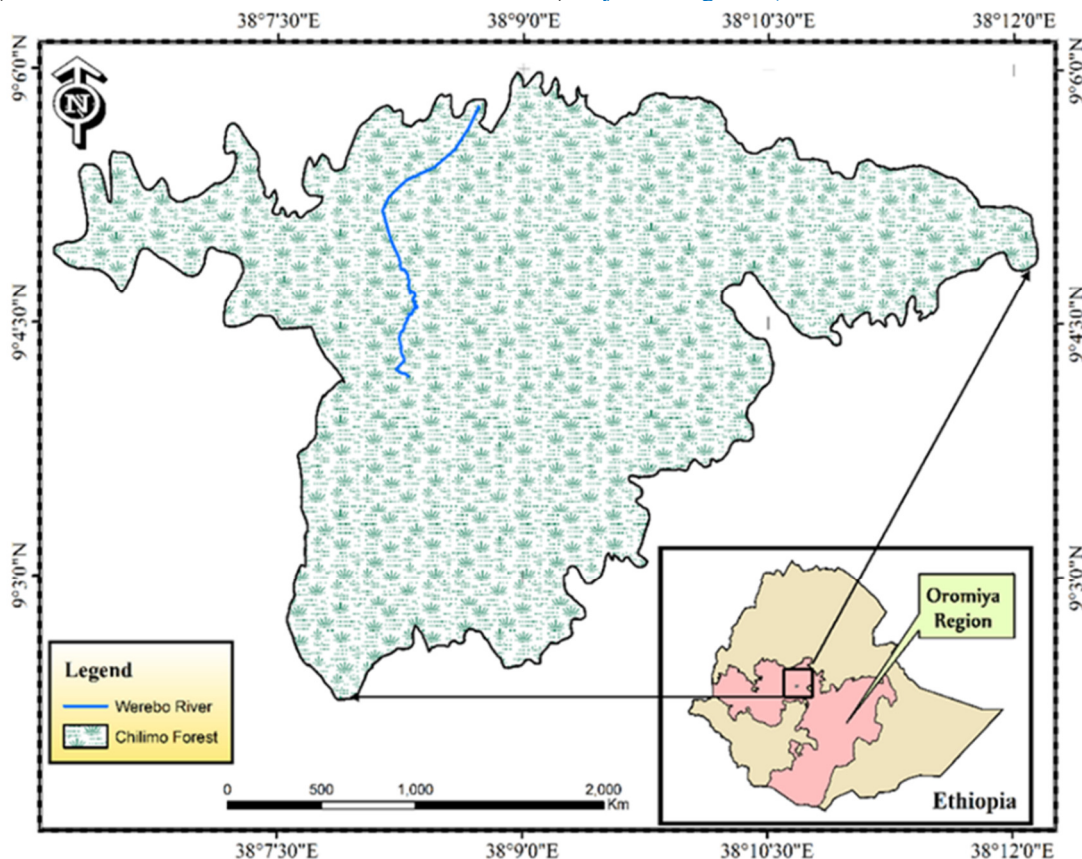 38°7'30"E 38°9'0"E 38°10'30"E 38°12'0"E
9°6'0"N
9°6'0"N
N
9°4'30"N
9°4'30"N
9°3'0"N
9°3'0"N
Oromiya
Region
Legend
Werebo River
Chilimo Forest
0 500 1,000 2,000
Km
Ethiopia
38°7'30"E 38°9'0"E 38°10'30"E 38°12'0"E